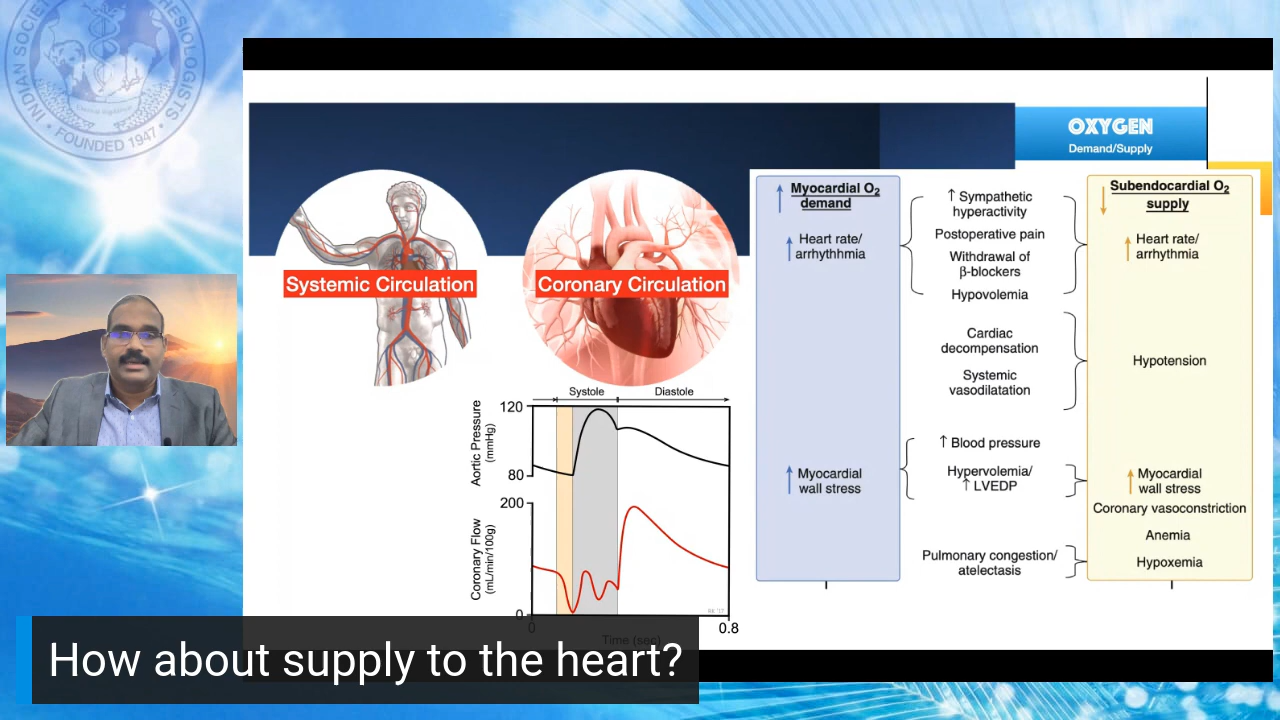 INDIAN SOCIE
ESIOLOGISTS
• FOUNDED 1947 •
OXYGEN
Demand/Supply
Systemic Circulation
Coronary Circulation
↑ Myocardial O₂
demand
↑ Heart rate/
arrhythhmia
↑ Myocardial
wall stress
↑ Sympathetic
hyperactivity
Postoperative pain
Withdrawal of
β-blockers
Hypovolemia
Cardiac
decompensation
Systemic
vasodilatation
↑ Blood pressure
Hypervolemia/
↑ LVEDP
Pulmonary congestion/
atelectasis
↓ Subendocardial O₂
supply
↑ Heart rate/
arrhythmia
Hypotension
↑ Myocardial
wall stress
Coronary vasoconstriction
Anemia
Hypoxemia
Systole
Diastole
Aortic Pressure
(mmHg)
120
80
Coronary Flow
(mL/min/100g)
200
0
0
0.8
Time (sec)
How about supply to the heart?